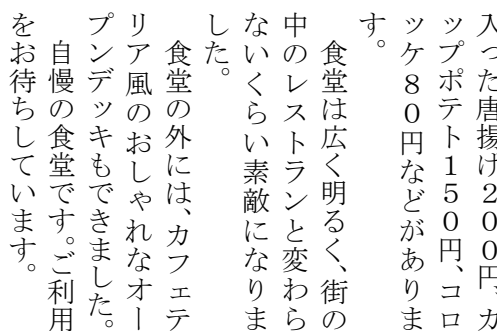 入った唐揚げ200円、カ
ップポテト150円、コロ
ッケ80円などがありま
す。
食堂は広く明るく、街の
中のレストランと変わら
ないくらい素敵になりま
した。
食堂の外には、カフェテ
リア風のおしゃれなオー
プンデッキもできました。
自慢の食堂です。ご利用
をお待ちしています。